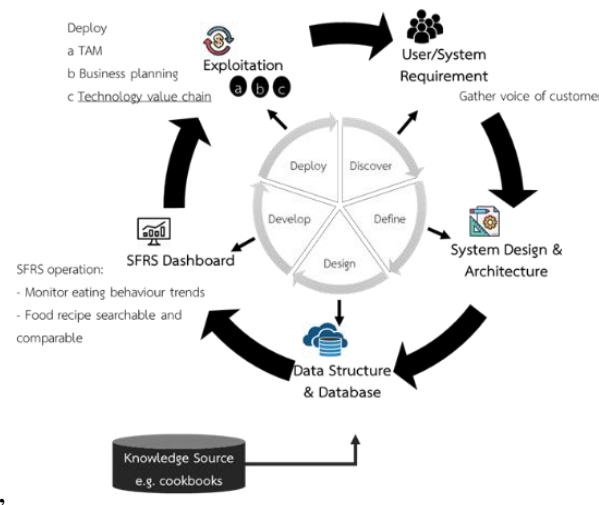 Deploy
a TAM
b Business planning
c Technology value chain
Exploitation
a b c
User/System
Requirement
Gather voice of customer
Deploy
Discover
Develop
Define
Design
SFRS Dashboard
SFRS operation:
- Monitor eating behaviour trends
- Food recipe searchable and
comparable
System Design &
Architecture
Data Structure
& Database
Knowledge Source
e.g. cookbooks
,